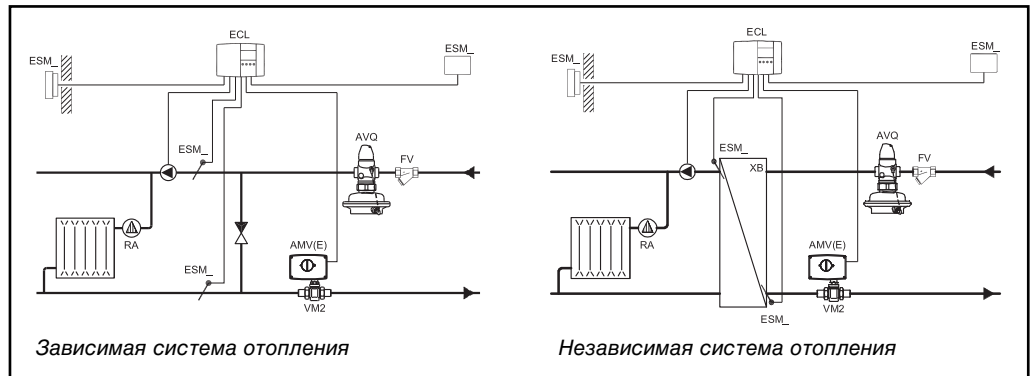 ECL
ESM_
ESM_
ESM_
AVQ
FV
RA
AMV(E)
ESM_
VM2
Зависимая система отопления
ECL
ESM_
ESM_
ESM_
XB
AVQ
FV
RA
AMV(E)
VM2
ESM_
Независимая система отопления